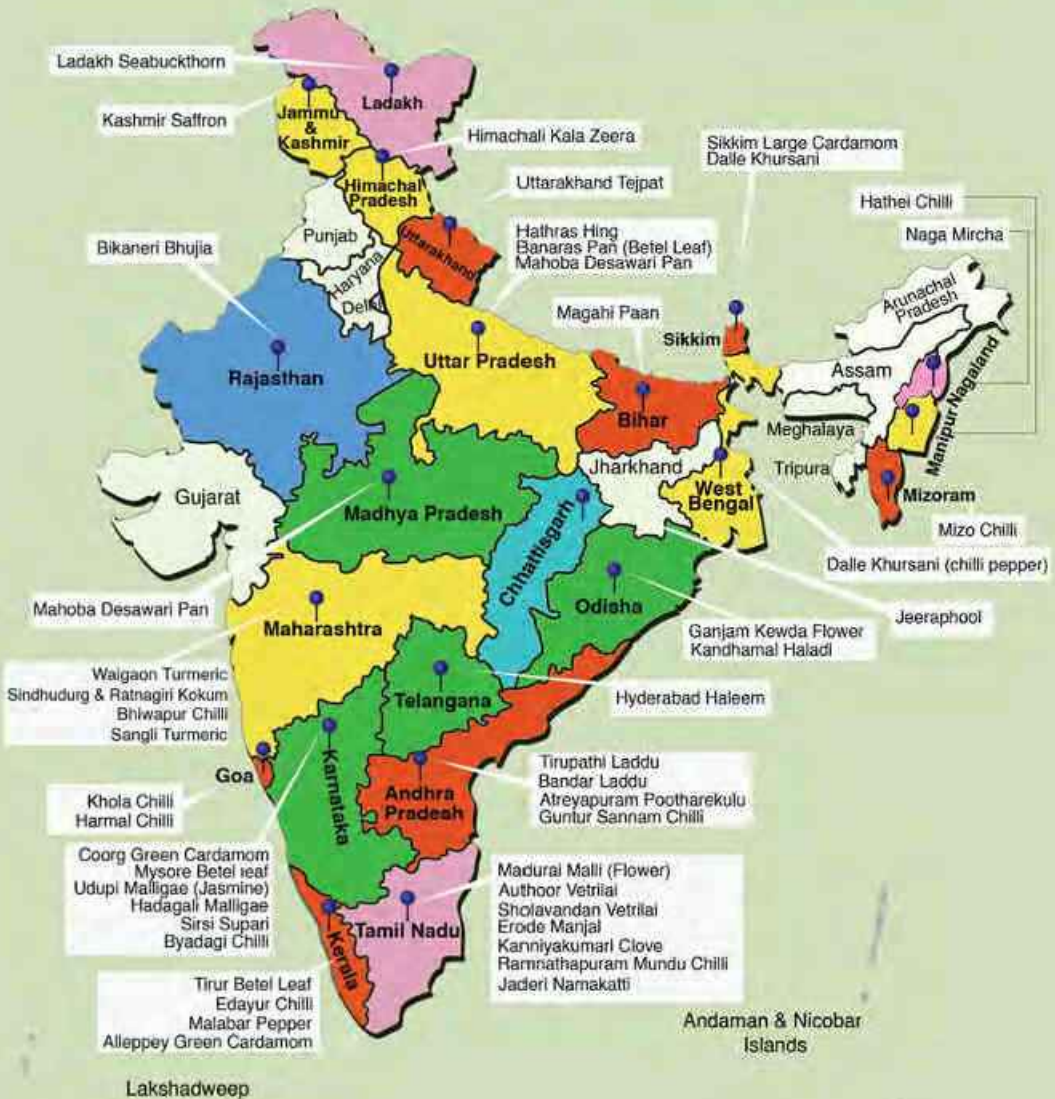 Ladakh Seabuckthorn
Ladakh
Kashmir Saffron
Jammu
&
Kashmir
Himachali Kala Zeera
Himachal
Pradesh
Sikkim Large Cardamom
Dalle Khursani
Uttarakhand Tejpat
Uttarakhand
Hathei Chilli
Naga Mircha
Punjab
Haryana
Delhi
Bikaneri Bhujia
Hathras Hing
Banaras Pan (Betel Leaf)
Mahoba Desawari Pan
Magahi Paan
Sikkim
Arunachal
Pradesh
Rajasthan
Uttar Pradesh
Bihar
Assam
Nagaland
Manipur
Meghalaya
Tripura
Mizoram
Mizo Chilli
Gujarat
Madhya Pradesh
Jharkhand
West
Bengal
Chhattisgarh
Dalle Khursani (chilli pepper)
Mahoba Desawari Pan
Maharashtra
Odisha
Jeeraphool
Ganjam Kewda Flower
Kandhamal Haladi
Waigaon Turmeric
Sindhudurg & Ratnagiri Kokum
Bhiwapur Chilli
Sangli Turmeric
Telangana
Hyderabad Haleem
Goa
Khola Chilli
Harmal Chilli
Karnataka
Andhra
Pradesh
Tirupathi Laddu
Bandar Laddu
Atreyapuram Pootharekulu
Guntur Sannam Chilli
Coorg Green Cardamom
Mysore Betel leaf
Udupi Malligae (Jasmine)
Hadagali Malligae
Sirsi Supari
Byadagi Chilli
Kerula
Tamil Nadu
Madurai Malli (Flower)
Authoor Vetrilai
Sholavandan Vetrilai
Erode Manjal
Kanniyakumari Clove
Ramnathapuram Mundu Chilli
Jaderi Namakatti
Tirur Betel Leaf
Edayur Chilli
Malabar Pepper
Alleppey Green Cardamom
Andaman & Nicobar
Islands
Lakshadweep